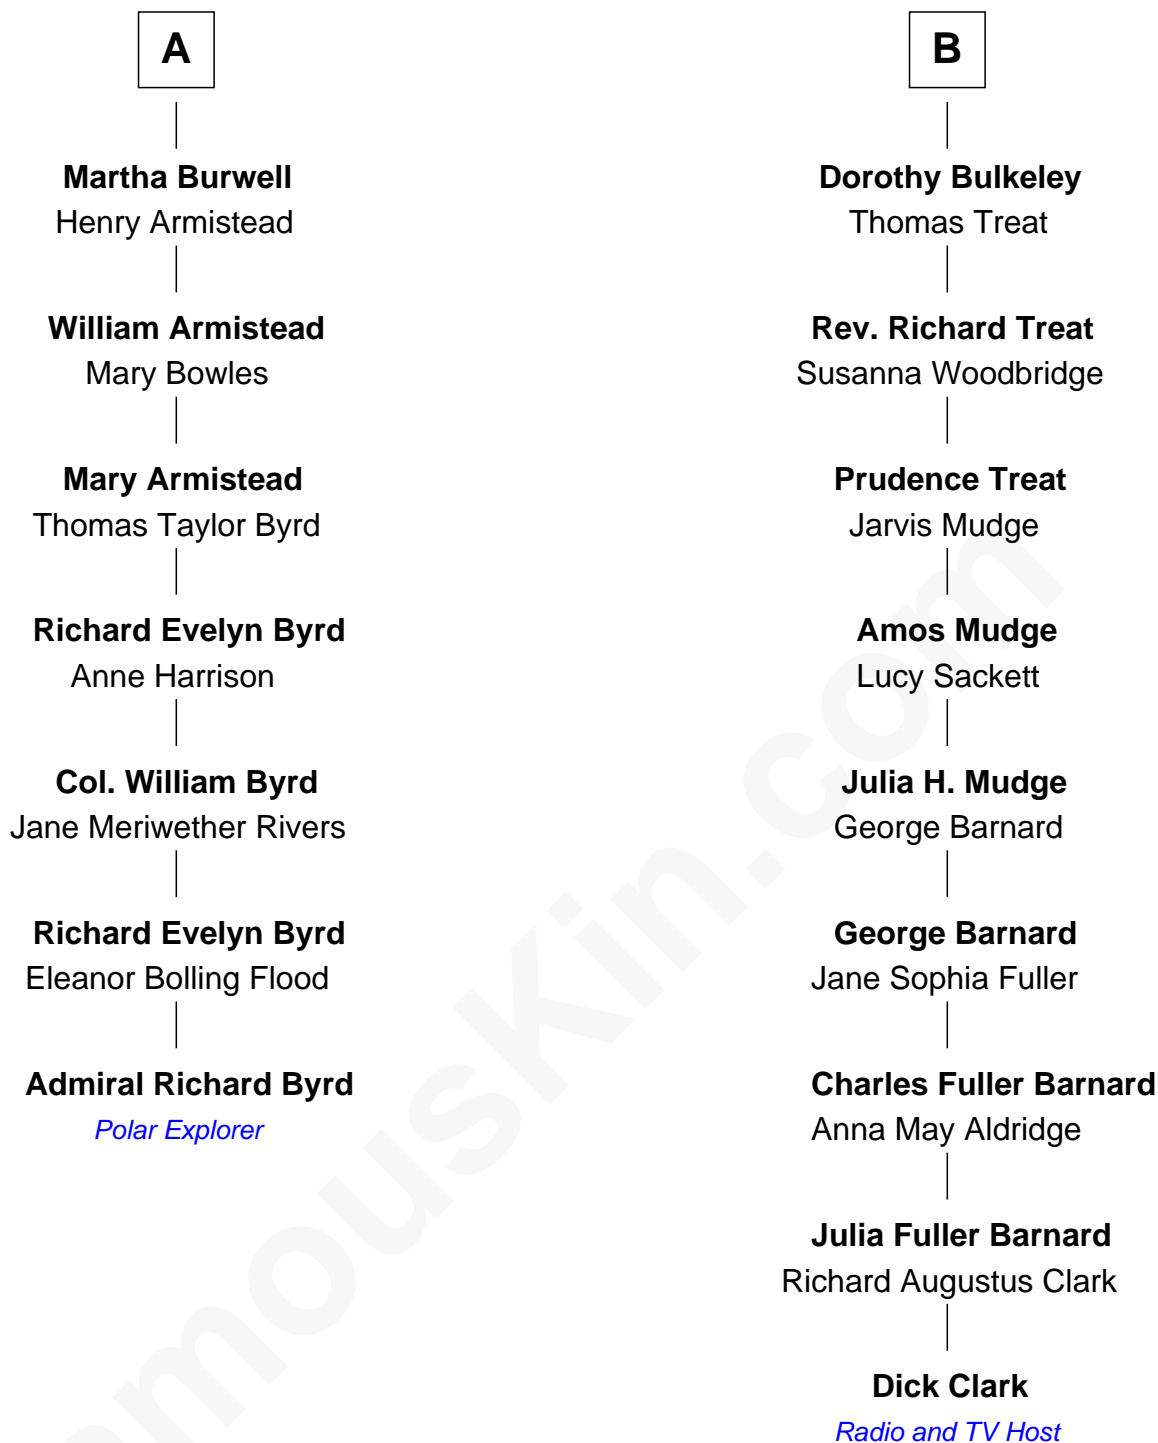 A
Martha Burwell
Henry Armistead
William Armistead
Mary Bowles
Mary Armistead
Thomas Taylor Byrd
Richard Evelyn Byrd
Anne Harrison
Col. William Byrd
Jane Meriwether Rivers
Richard Evelyn Byrd
Eleanor Bolling Flood
Admiral Richard Byrd
Polar Explorer
B
Dorothy Bulkeley
Thomas Treat
Rev. Richard Treat
Susanna Woodbridge
Prudence Treat
Jarvis Mudge
Amos Mudge
Lucy Sackett
Julia H. Mudge
George Barnard
George Barnard
Jane Sophia Fuller
Charles Fuller Barnard
Anna May Aldridge
Julia Fuller Barnard
Richard Augustus Clark
Dick Clark
Radio and TV Host
amousKin.com